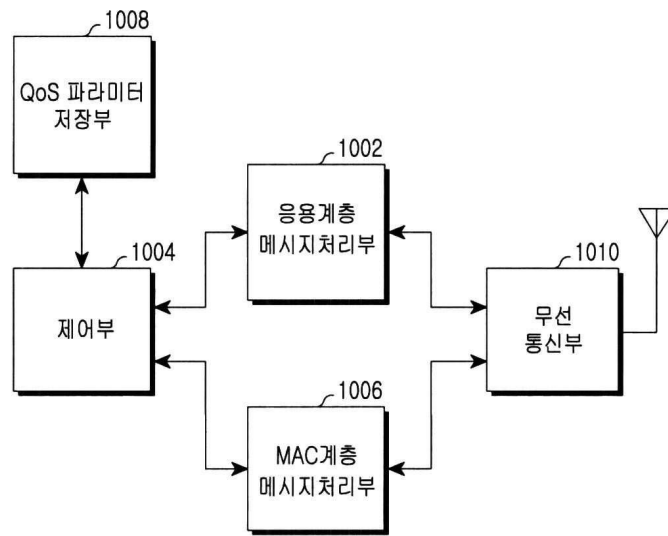 1008
QoS 파라미터
저장부
1002
응용계층
메시지처리부
1004
제어부
1010
무선
통신부
1006
MAC계층
메시지처리부